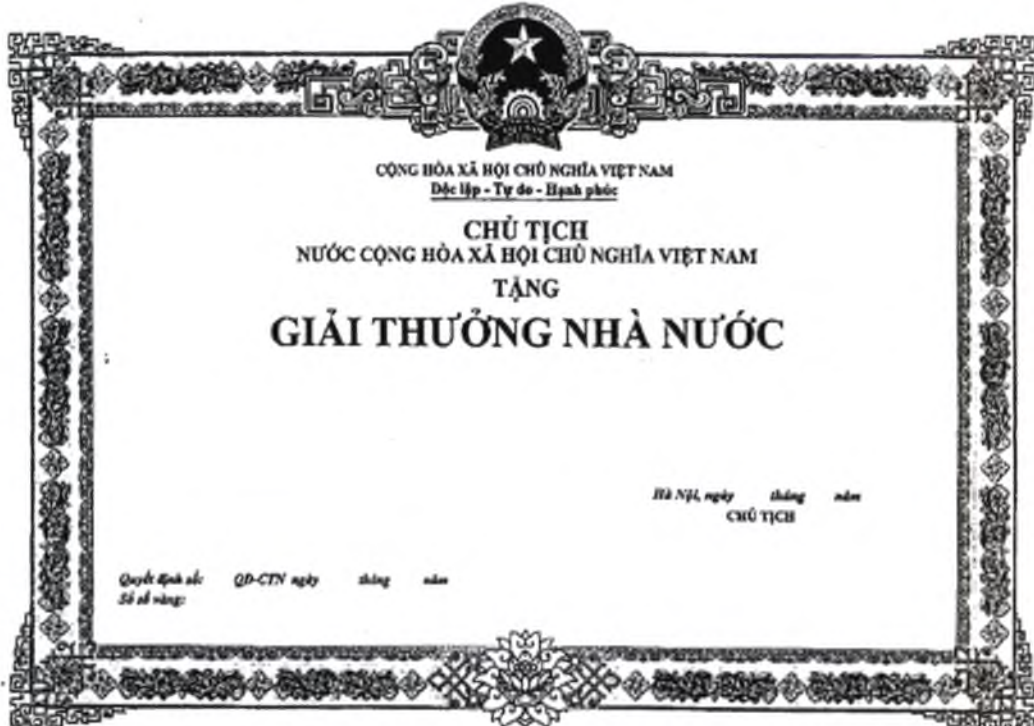 CỘNG HÒA XÃ HỘI CHỦ NGHĨA VIỆT NAM
Độc lập - Tự do - Hạnh phúc
CHỦ TỊCH
NƯỚC CỘNG HÒA XÃ HỘI CHỦ NGHĨA VIỆT NAM
TẶNG
GIẢI THƯỞNG NHÀ NƯỚC
Hà Nội, ngày tháng năm
CHỦ TỊCH
Quyết định số: QĐ-CTN ngày tháng năm
Số sổ vàng: